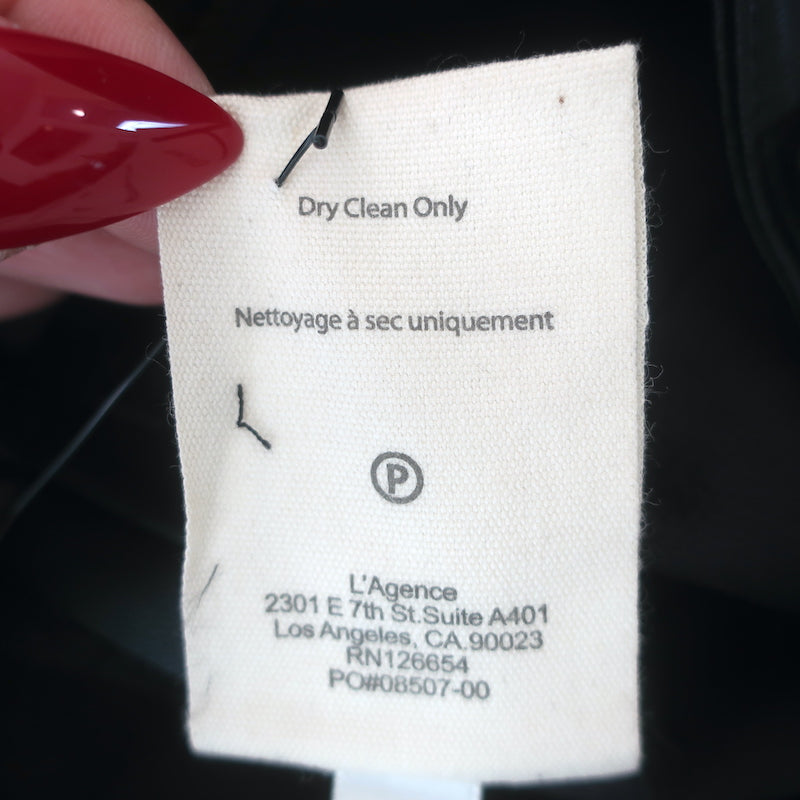 Dry Clean Only
Nettoyage à sec uniquement
P
L'Agence
2301 E 7th St.Suite A401
Los Angeles, CA.90023
RN126654
PO#08507-00